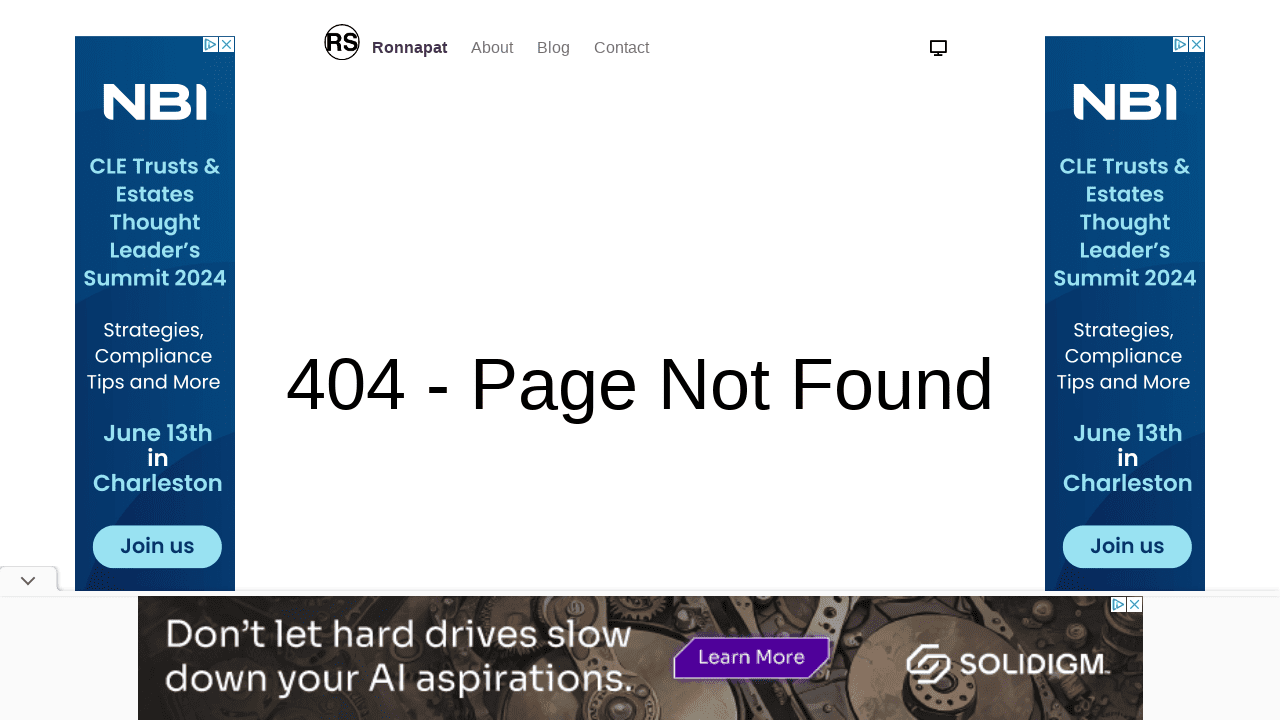 RS Ronnapat About Blog Contact
NBI
CLE Trusts &
Estates
Thought
Leader's
Summit 2024
Strategies,
Compliance
Tips and More
June 13th
in
Charleston
Join us
404 - Page Not Found
NBI
CLE Trusts &
Estates
Thought
Leader's
Summit 2024
Strategies,
Compliance
Tips and More
June 13th
in
Charleston
Join us
Don't let hard drives slow
down your AI aspirations.
Learn More
SOLIDIGM